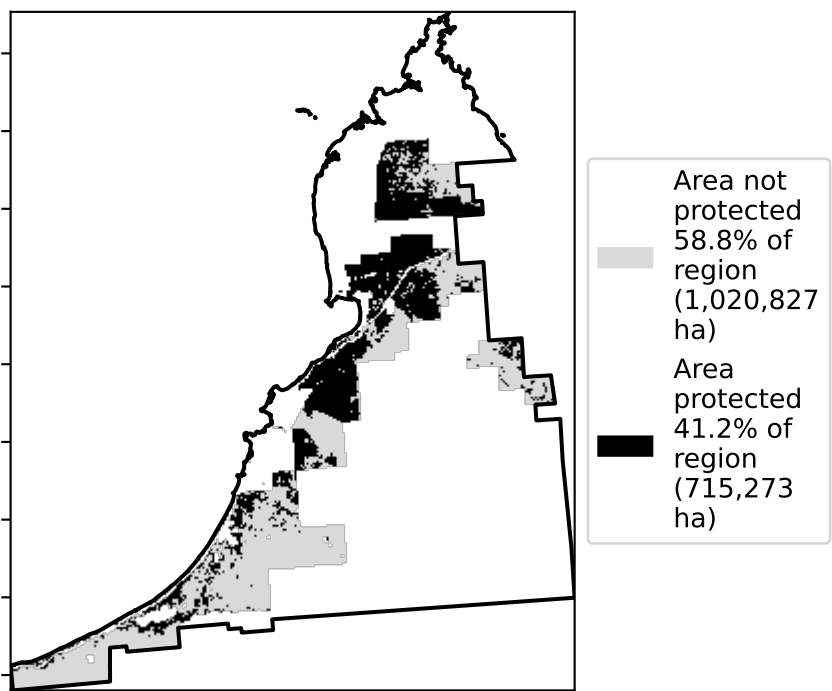 Area not
protected
58.8% of
region
(1,020,827
ha)
Area
protected
41.2% of
region
(715,273
ha)